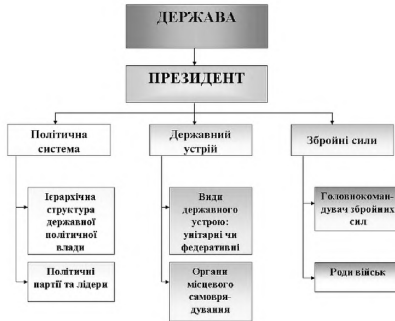 ДЕРЖАВА
ПРЕЗИДЕНТ
Політична
система
Державний
устрій
Збройні сили
Ієрархічна
структура
державної
політичної
влади
Види
державного
устрою:
унітарні чи
федеративні
Головнокоман-
дувач збройних
сил
Політичні
партії та лідери
Органи
місцевого
самовря-
дування
Роди військ